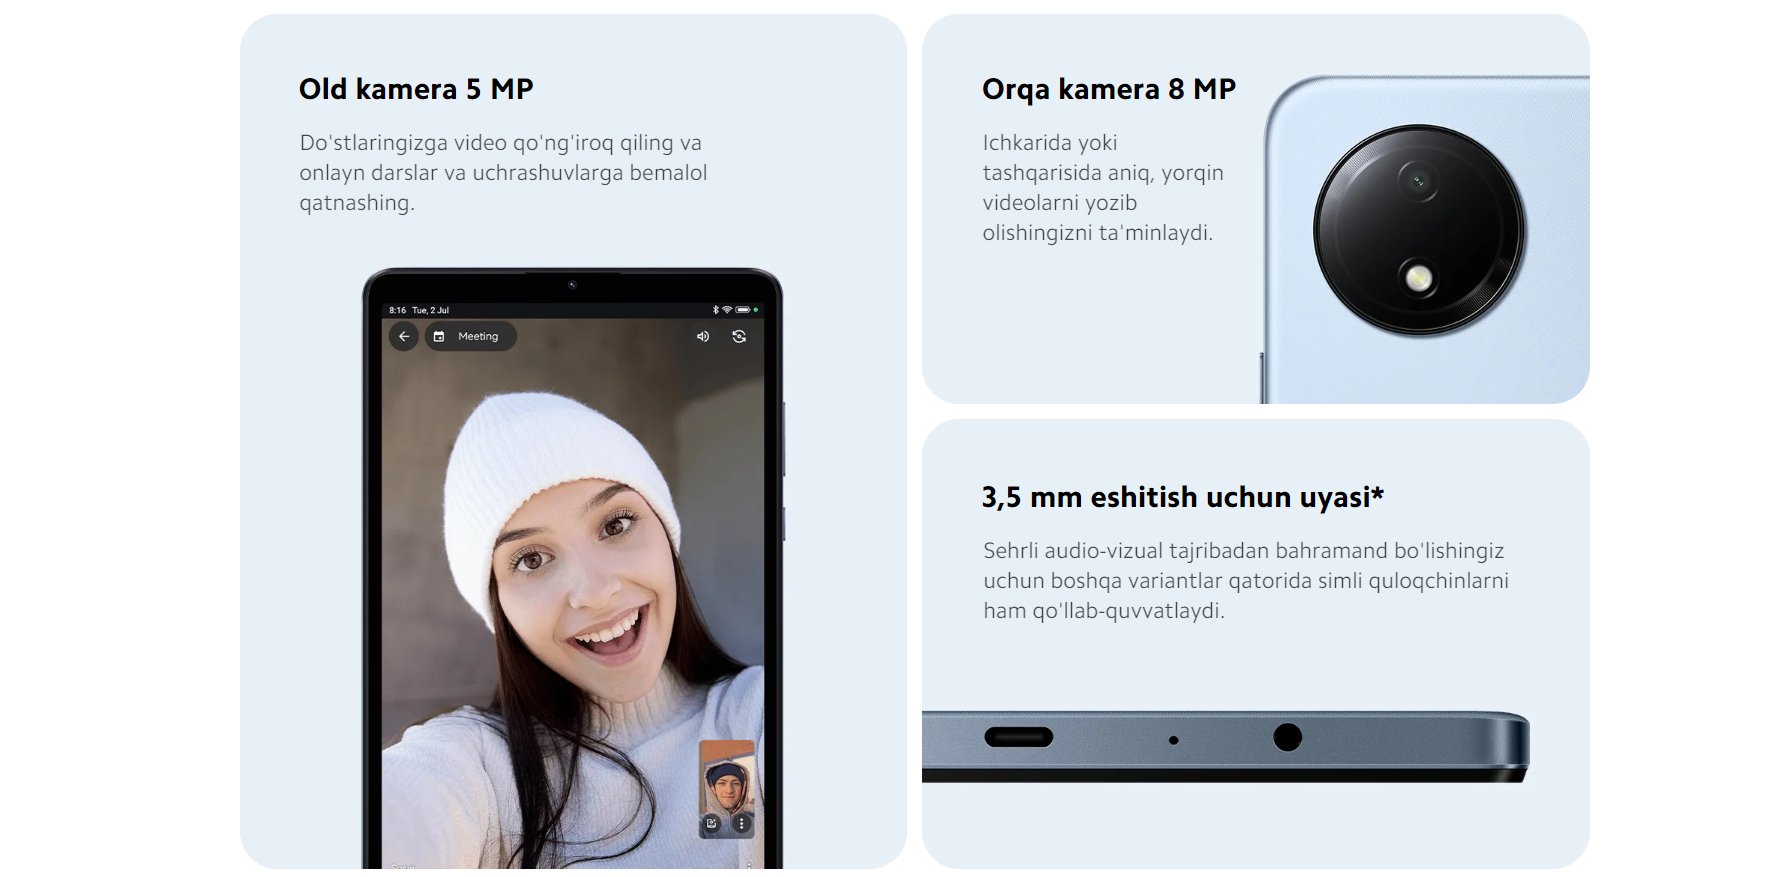 Old kamera 5 MP
Do'stlaringizga video qo'ng'iroq qiling va
onlayn darslar va uchrashuvlarga bemalol
qatnashing.
8:16 Tue, 2 Jul
Meeting
Orqa kamera 8 MP
Ichkarida yoki
tashqarisida aniq, yorqin
videolarni yozib
olishingizni ta'minlaydi.
3,5 mm eshitish uchun uyasi*
Sehrli audio-vizual tajribadan bahramand bo'lishingiz
uchun boshqa variantlar qatorida simli quloqchinlarni
ham qo'llab-quvvatlaydi.